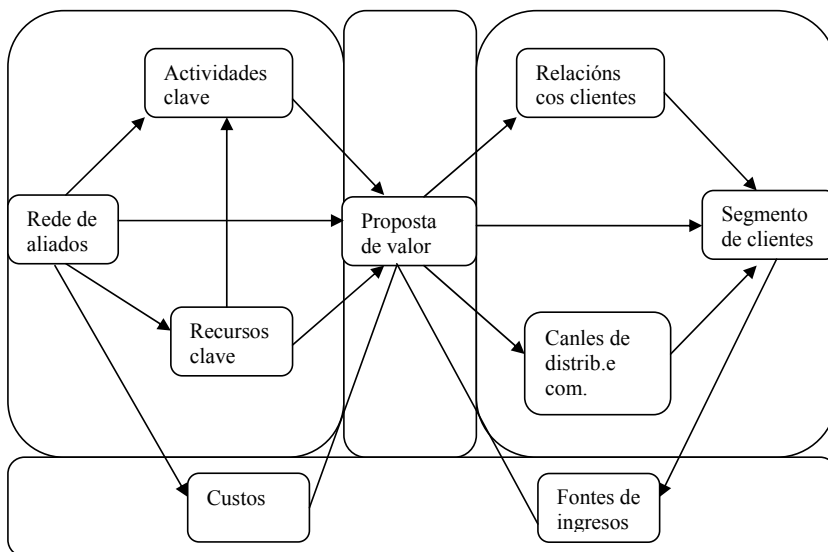 Actividades
clave
Relacións
cos clientes
Rede de
aliados
Proposta
de valor
Segmento
de clientes
Recursos
clave
Canles de
distrib.e
com.
Custos
Fontes de
ingresos